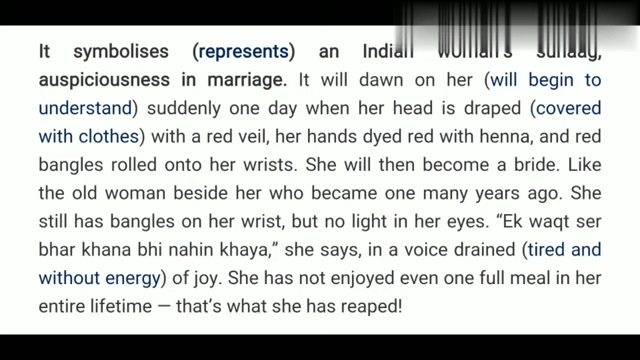 It symbolises (represents) an Indian woman's suhaag,
auspiciousness in marriage. It will dawn on her (will begin to
understand) suddenly one day when her head is draped (covered
with clothes) with a red veil, her hands dyed red with henna, and red
bangles rolled onto her wrists. She will then become a bride. Like
the old woman beside her who became one many years ago. She
still has bangles on her wrist, but no light in her eyes. “Ek waqt ser
bhar khana bhi nahin khaya,” she says, in a voice drained (tired and
without energy) of joy. She has not enjoyed even one full meal in her
entire lifetime — that’s what she has reaped!